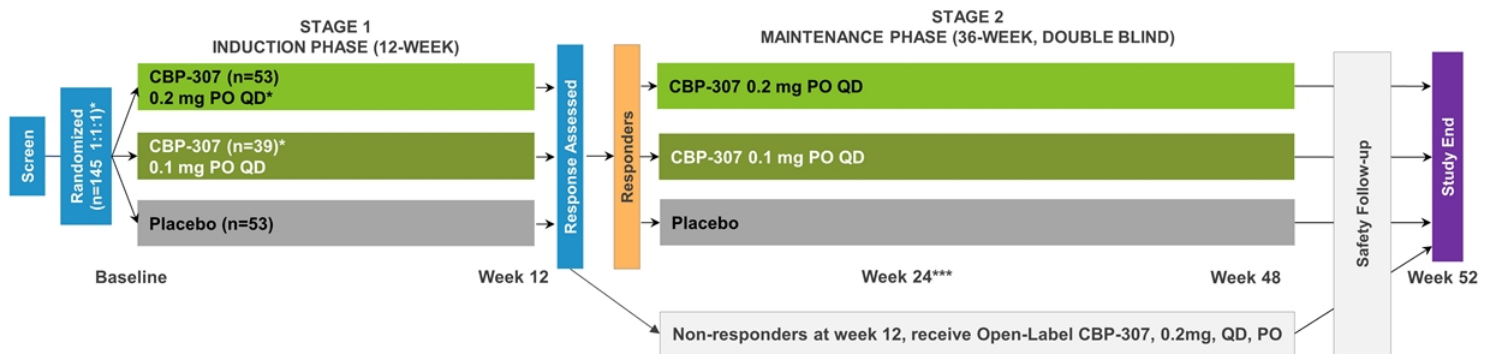 STAGE 1
INDUCTION PHASE (12-WEEK)
STAGE 2
MAINTENANCE PHASE (36-WEEK, DOUBLE BLIND)
Screen
Randomized
(n=145 1:1:1)*
CBP-307 (n=53)
0.2 mg PO QD*
CBP-307 (n=39)*
0.1 mg PO QD
Placebo (n=53)
Response Assessed
Responders
CBP-307 0.2 mg PO QD
CBP-307 0.1 mg PO QD
Placebo
Safety Follow-up
Study End
Baseline
Week 12
Week 24***
Week 48
Week 52
Non-responders at week 12, receive Open-Label CBP-307, 0.2mg, QD, PO